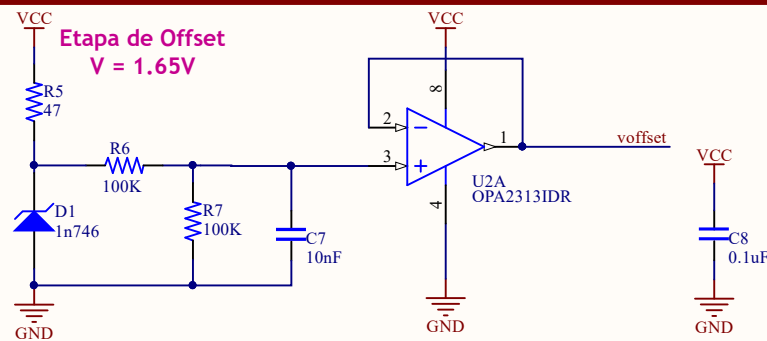 VCC
Etapa de Offset
V = 1.65V
R5
47
R6
100K
D1
1n746
R7
100K
C7
10nF
GND
VCC
8
2
3
1
4
U2A
OPA2313IDR
GND
voffset
VCC
C8
0.1uF
GND